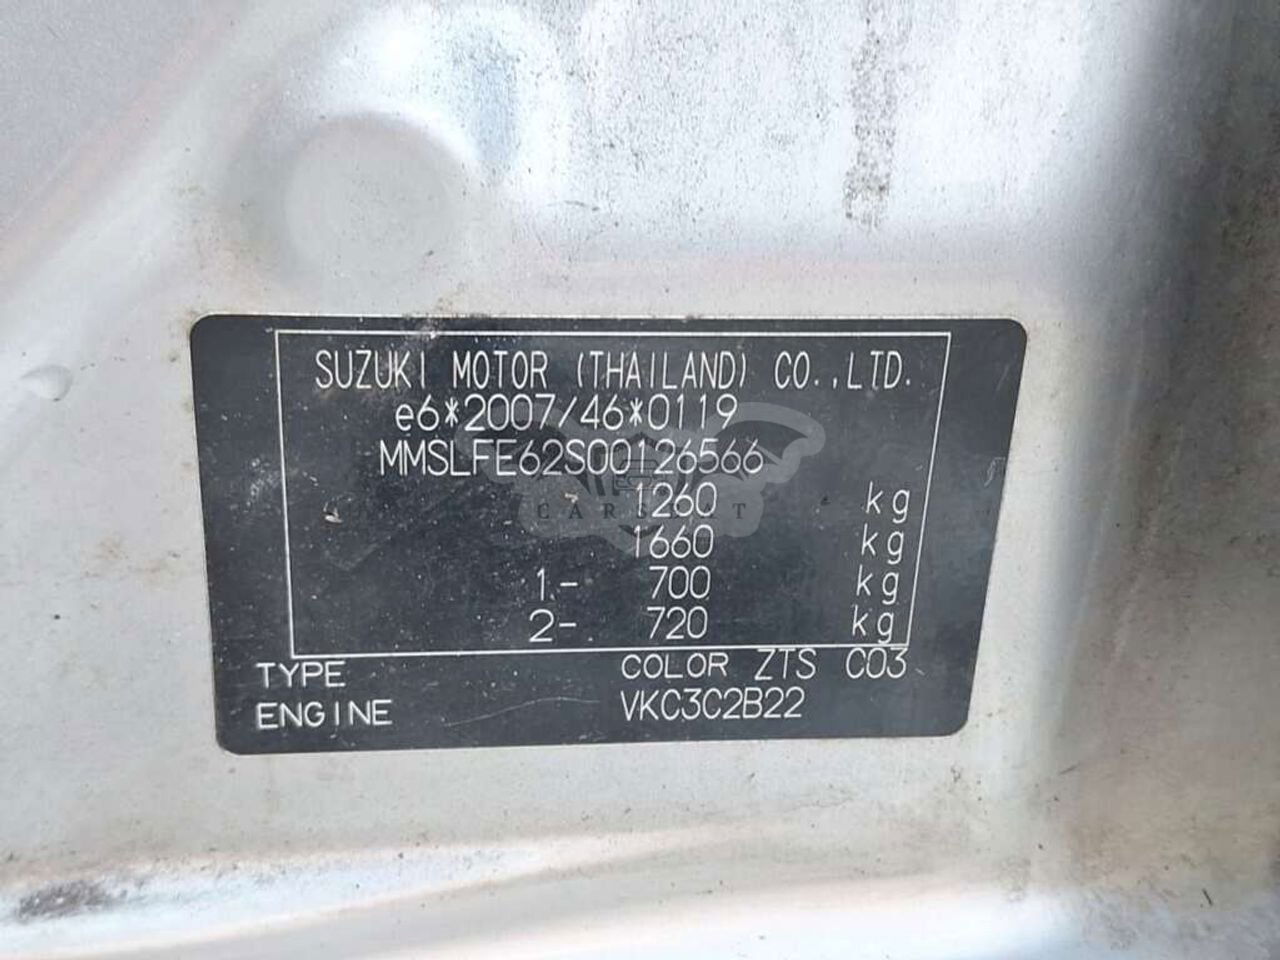 SUZUKI MOTOR (THAILAND) CO.,LTD.
e6*2007/46*0119
MMSLFE62S00126566
1260 kg
CARSPOT
1660 kg
1- 700 kg
2- 720 kg
TYPE COLOR ZTS C03
ENGINE VKC3C2B22